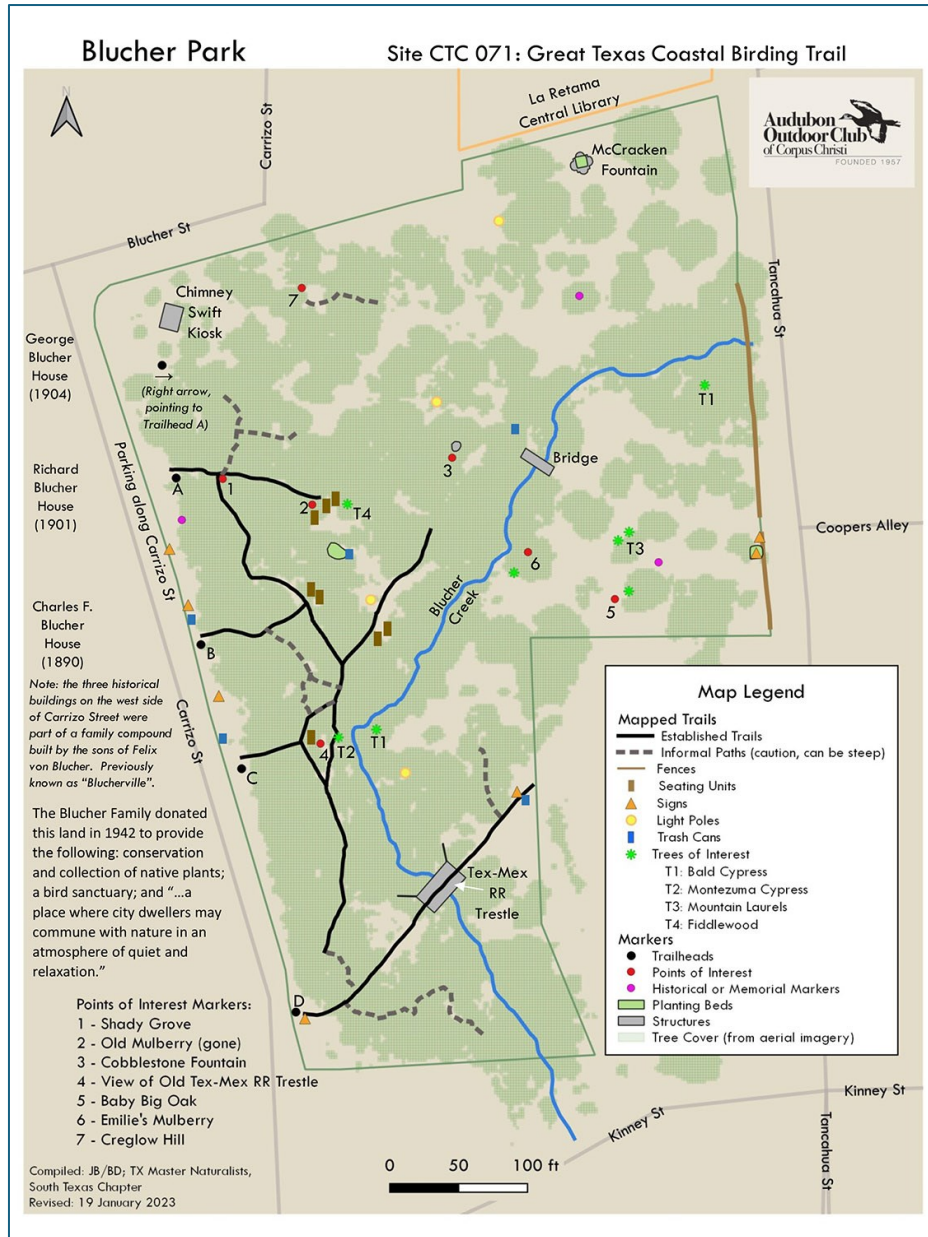 Blucher Park
Site CTC 071: Great Texas Coastal Birding Trail
N
Carrizo St
La Retama
Central Library
Audubon
Outdoor Club
of Corpus Christi
FOUNDED 1957
McCracken
Fountain
Blucher St
Tancahua St
7
Chimney
Swift
Kiosk
George
Blucher
House
(1904)
→
(Right arrow,
pointing to
Trailhead A)
T1
Parking along Carrizo St
3
Bridge
Richard
Blucher
House
(1901)
A
1
2
T4
Coopers Alley
T3
6
Blucher
Creek
5
Charles F.
Blucher
House
(1890)
B
Note: the three historical
buildings on the west side
of Carrizo Street were
part of a family compound
built by the sons of Felix
von Blucher. Previously
known as “Blucherville”.
Carrizo St
C
4
T2
T1
The Blucher Family donated
this land in 1942 to provide
the following: conservation
and collection of native plants;
a bird sanctuary; and “...a
place where city dwellers may
commune with nature in an
atmosphere of quiet and
relaxation.”
Tex-Mex
RR
Trestle
D
Map Legend
Mapped Trails
Established Trails
Informal Paths (caution, can be steep)
Fences
Seating Units
Signs
Light Poles
Trash Cans
Trees of Interest
T1: Bald Cypress
T2: Montezuma Cypress
T3: Mountain Laurels
T4: Fiddlewood
Markers
Trailheads
Points of Interest
Historical or Memorial Markers
Planting Beds
Structures
Tree Cover (from aerial imagery)
Points of Interest Markers:
1 - Shady Grove
2 - Old Mulberry (gone)
3 - Cobblestone Fountain
4 - View of Old Tex-Mex RR Trestle
5 - Baby Big Oak
6 - Emilie's Mulberry
7 - Creglow Hill
Kinney St
Kinney St
Tancahua St
Compiled: JB/BD; TX Master Naturalists,
South Texas Chapter
Revised: 19 January 2023
0 50 100 ft